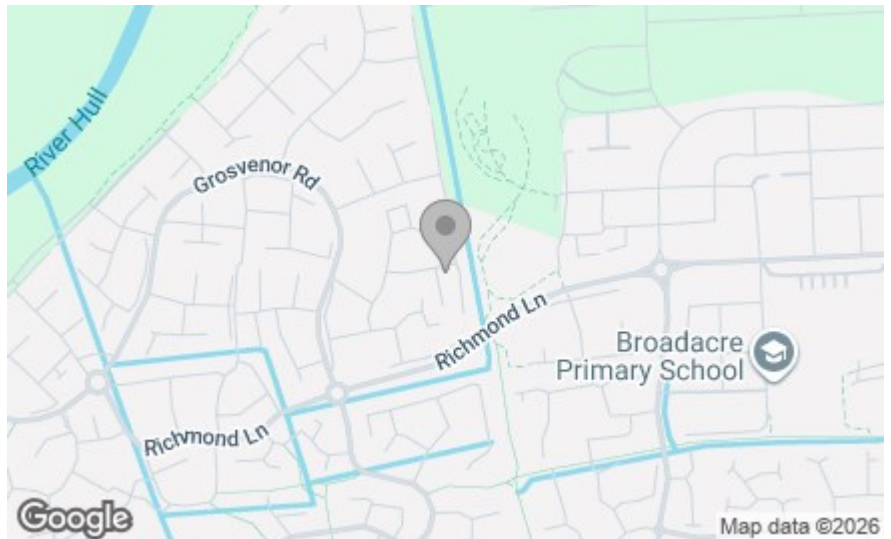 River Hull
Grosvenor Rd
Richmond Ln
Broadacre
Primary School
Richmond Ln
Google
Map data ©2026